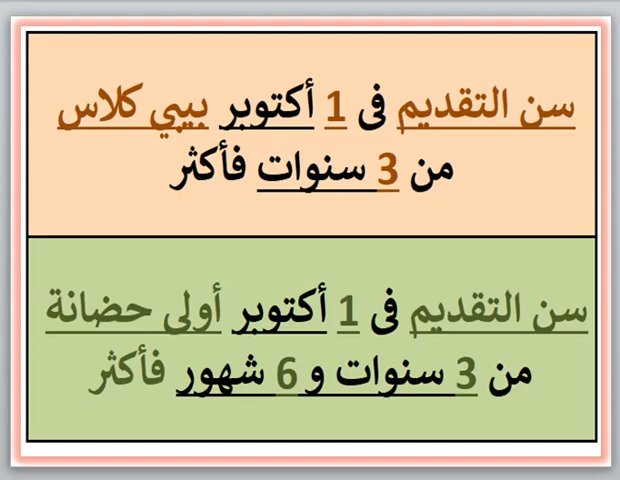 سن التقديم فى 1 أكتوبر بيبي كلاس
من 3 سنوات فأكثر
سن التقديم فى 1 أكتوبر أولى حضانة
من 3 سنوات و 6 شهور فأكثر